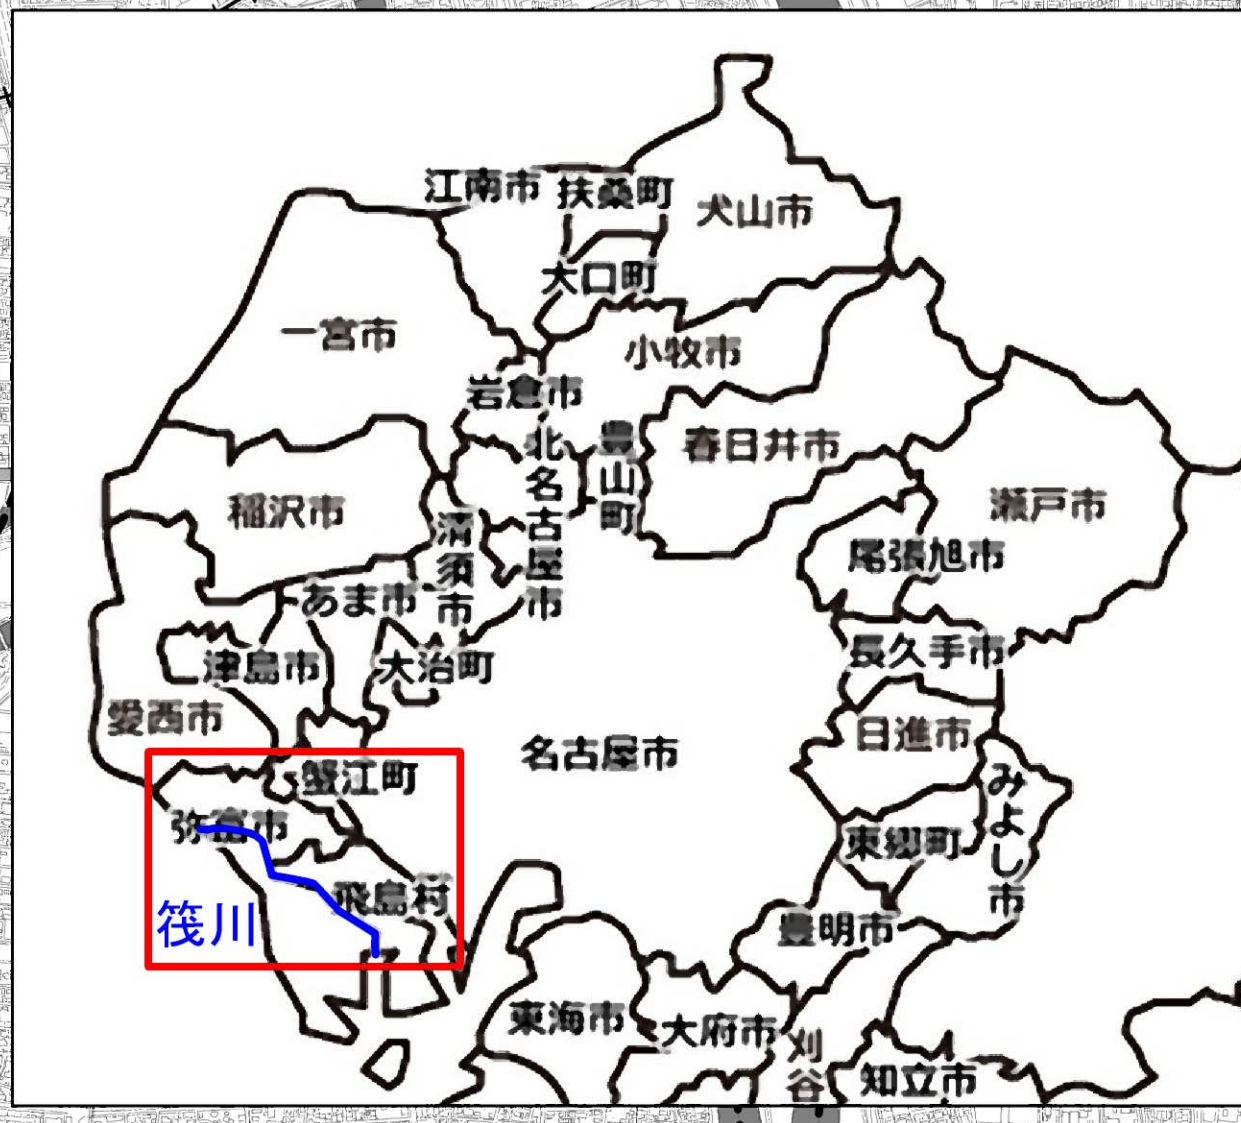 江南市
扶桑町
犬山市
大口町
一宮市
小牧市
岩倉市
北名古屋市
豊山町
春日井市
稲沢市
清須市
瀬戸市
尾張旭市
あま市
津島市
大治町
長久手市
愛西市
日進市
名古屋市
蟹江町
みよし市
弥富市
東郷町
飛島村
筏川
豊明市
東海市
大府市
刈谷
知立市